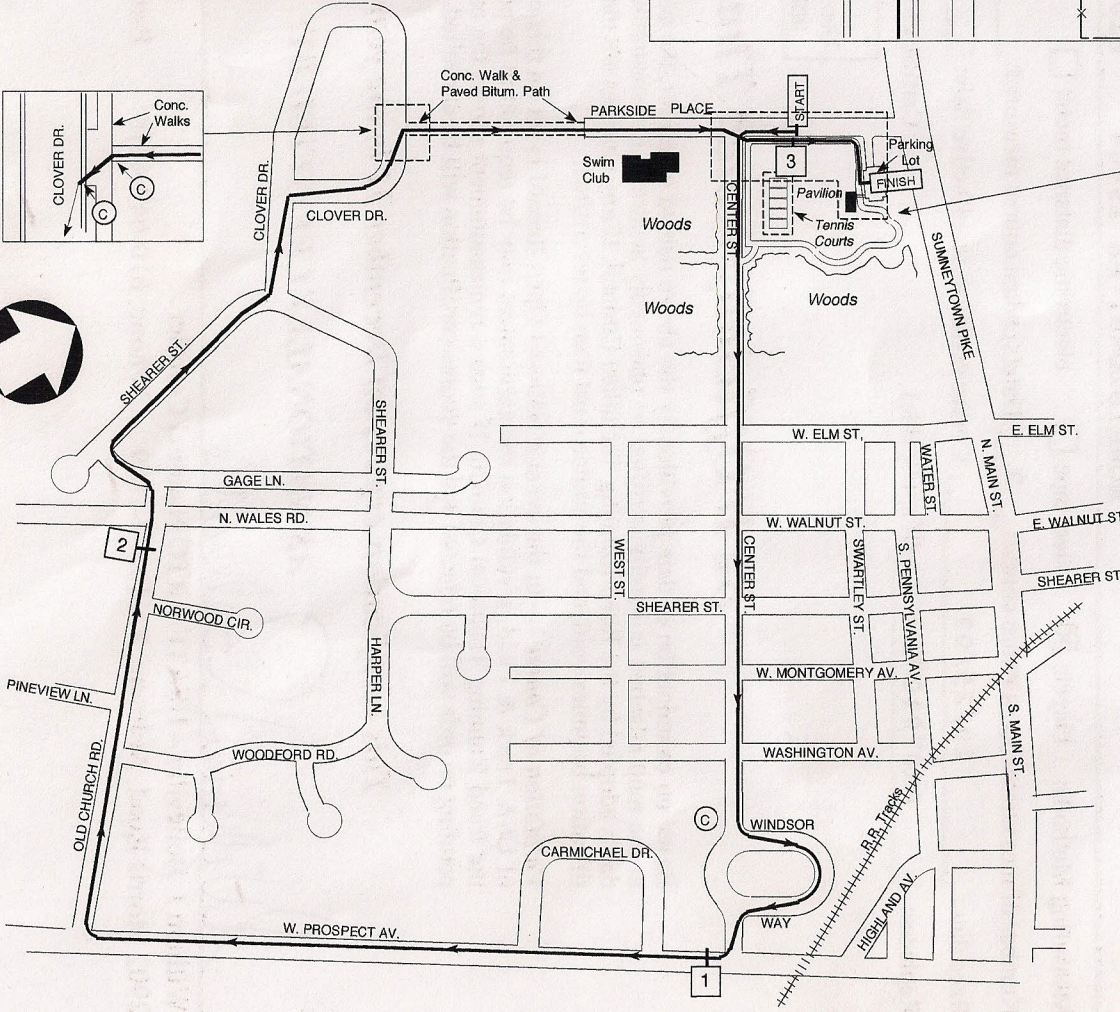 Conc. Walk &
Paved Bitum. Path
PARKSIDE PLACE
START
3
Parking
Lot
FINISH
Conc.
Walks
CLOVER DR.
C
C
CLOVER DR.
CLOVER DR.
Swim
Club
Pavilion
Tennis
Courts
Woods
Woods
Woods
CENTER ST.
SUMNEYTOWN PIKE
SHEARER ST.
SHEARER ST.
W. ELM ST.
E. ELM ST.
WATER ST.
N. MAIN ST.
GAGE LN.
N. WALES RD.
W. WALNUT ST.
E. WALNUT ST
2
WEST ST.
CENTER ST.
SWARTLEY ST.
S. PENNSYLVANIA AV.
SHEARER ST
NORWOOD CIR.
SHEARER ST.
HARPER LN.
W. MONTGOMERY AV.
PINEVIEW LN.
S. MAIN ST.
WOODFORD RD.
WASHINGTON AV.
OLD CHURCH RD.
R.R. Tracks
C
WINDSOR
CARMICHAEL DR.
HIGHLAND AV.
WAY
W. PROSPECT AV.
1